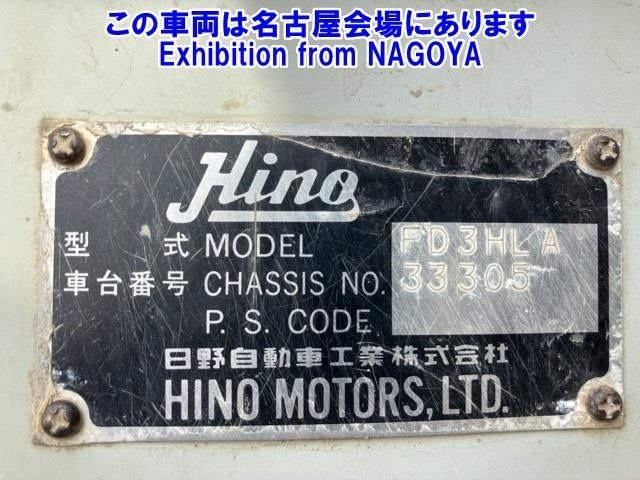 この車両は名古屋会場にあります
Exhibition from NAGOYA
Hino
型 式 MODEL FD3HLA
車台番号 CHASSIS NO. 33305
P. S. CODE
日野自動車工業株式会社
HINO MOTORS, LTD.